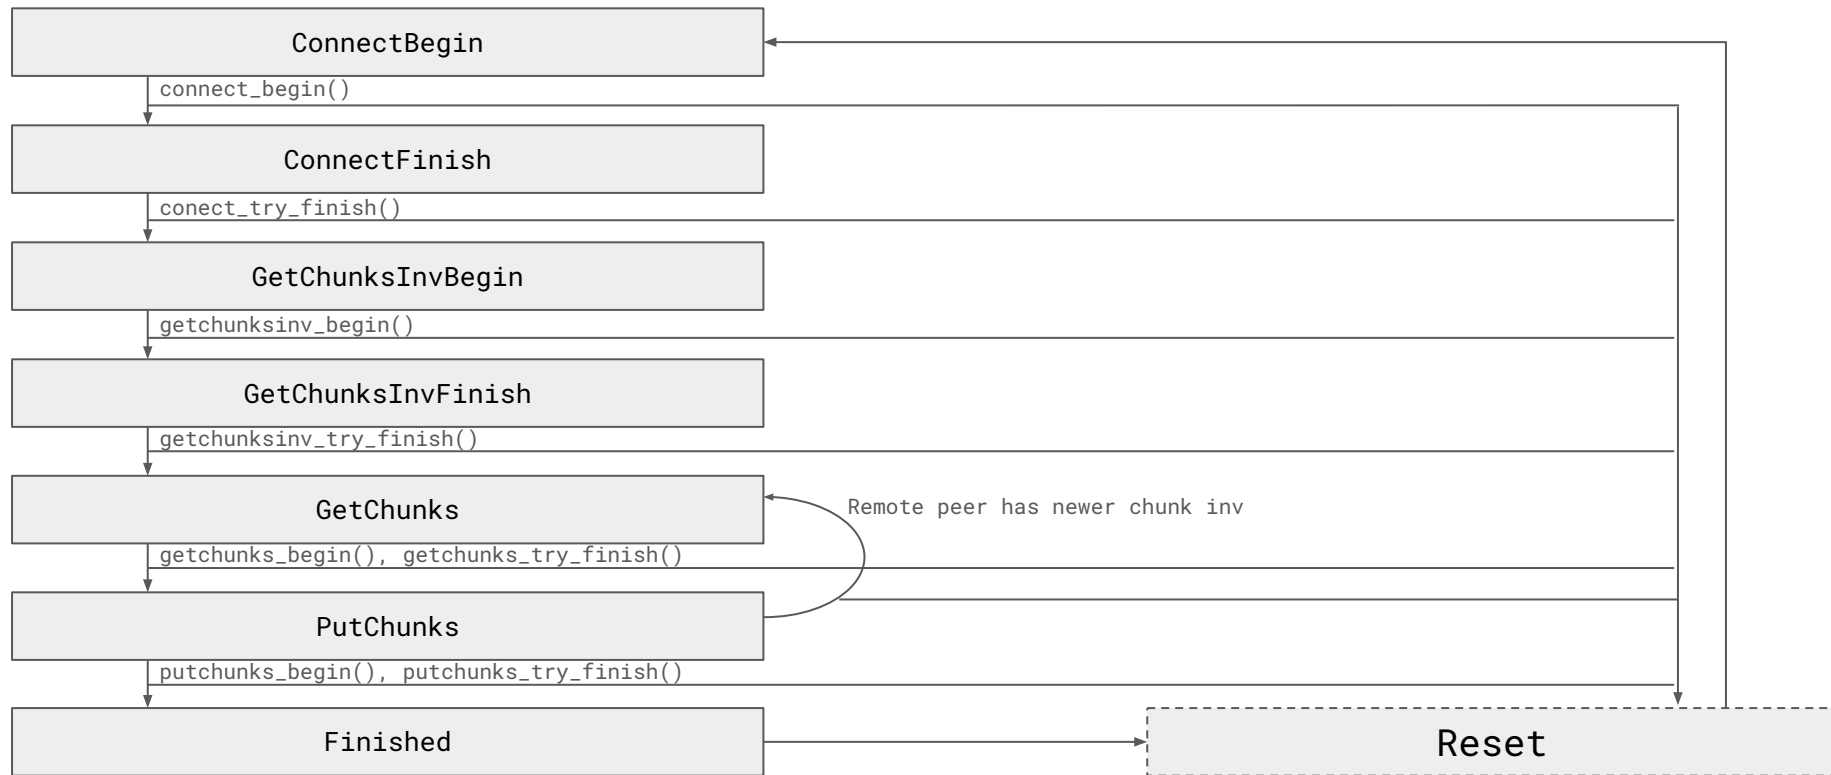 ConnectBegin
connect_begin()
ConnectFinish
conect_try_finish()
GetChunksInvBegin
getchunksinv_begin()
GetChunksInvFinish
getchunksinv_try_finish()
GetChunks
Remote peer has newer chunk inv
getchunks_begin(), getchunks_try_finish()
PutChunks
putchunks_begin(), putchunks_try_finish()
Finished
Reset